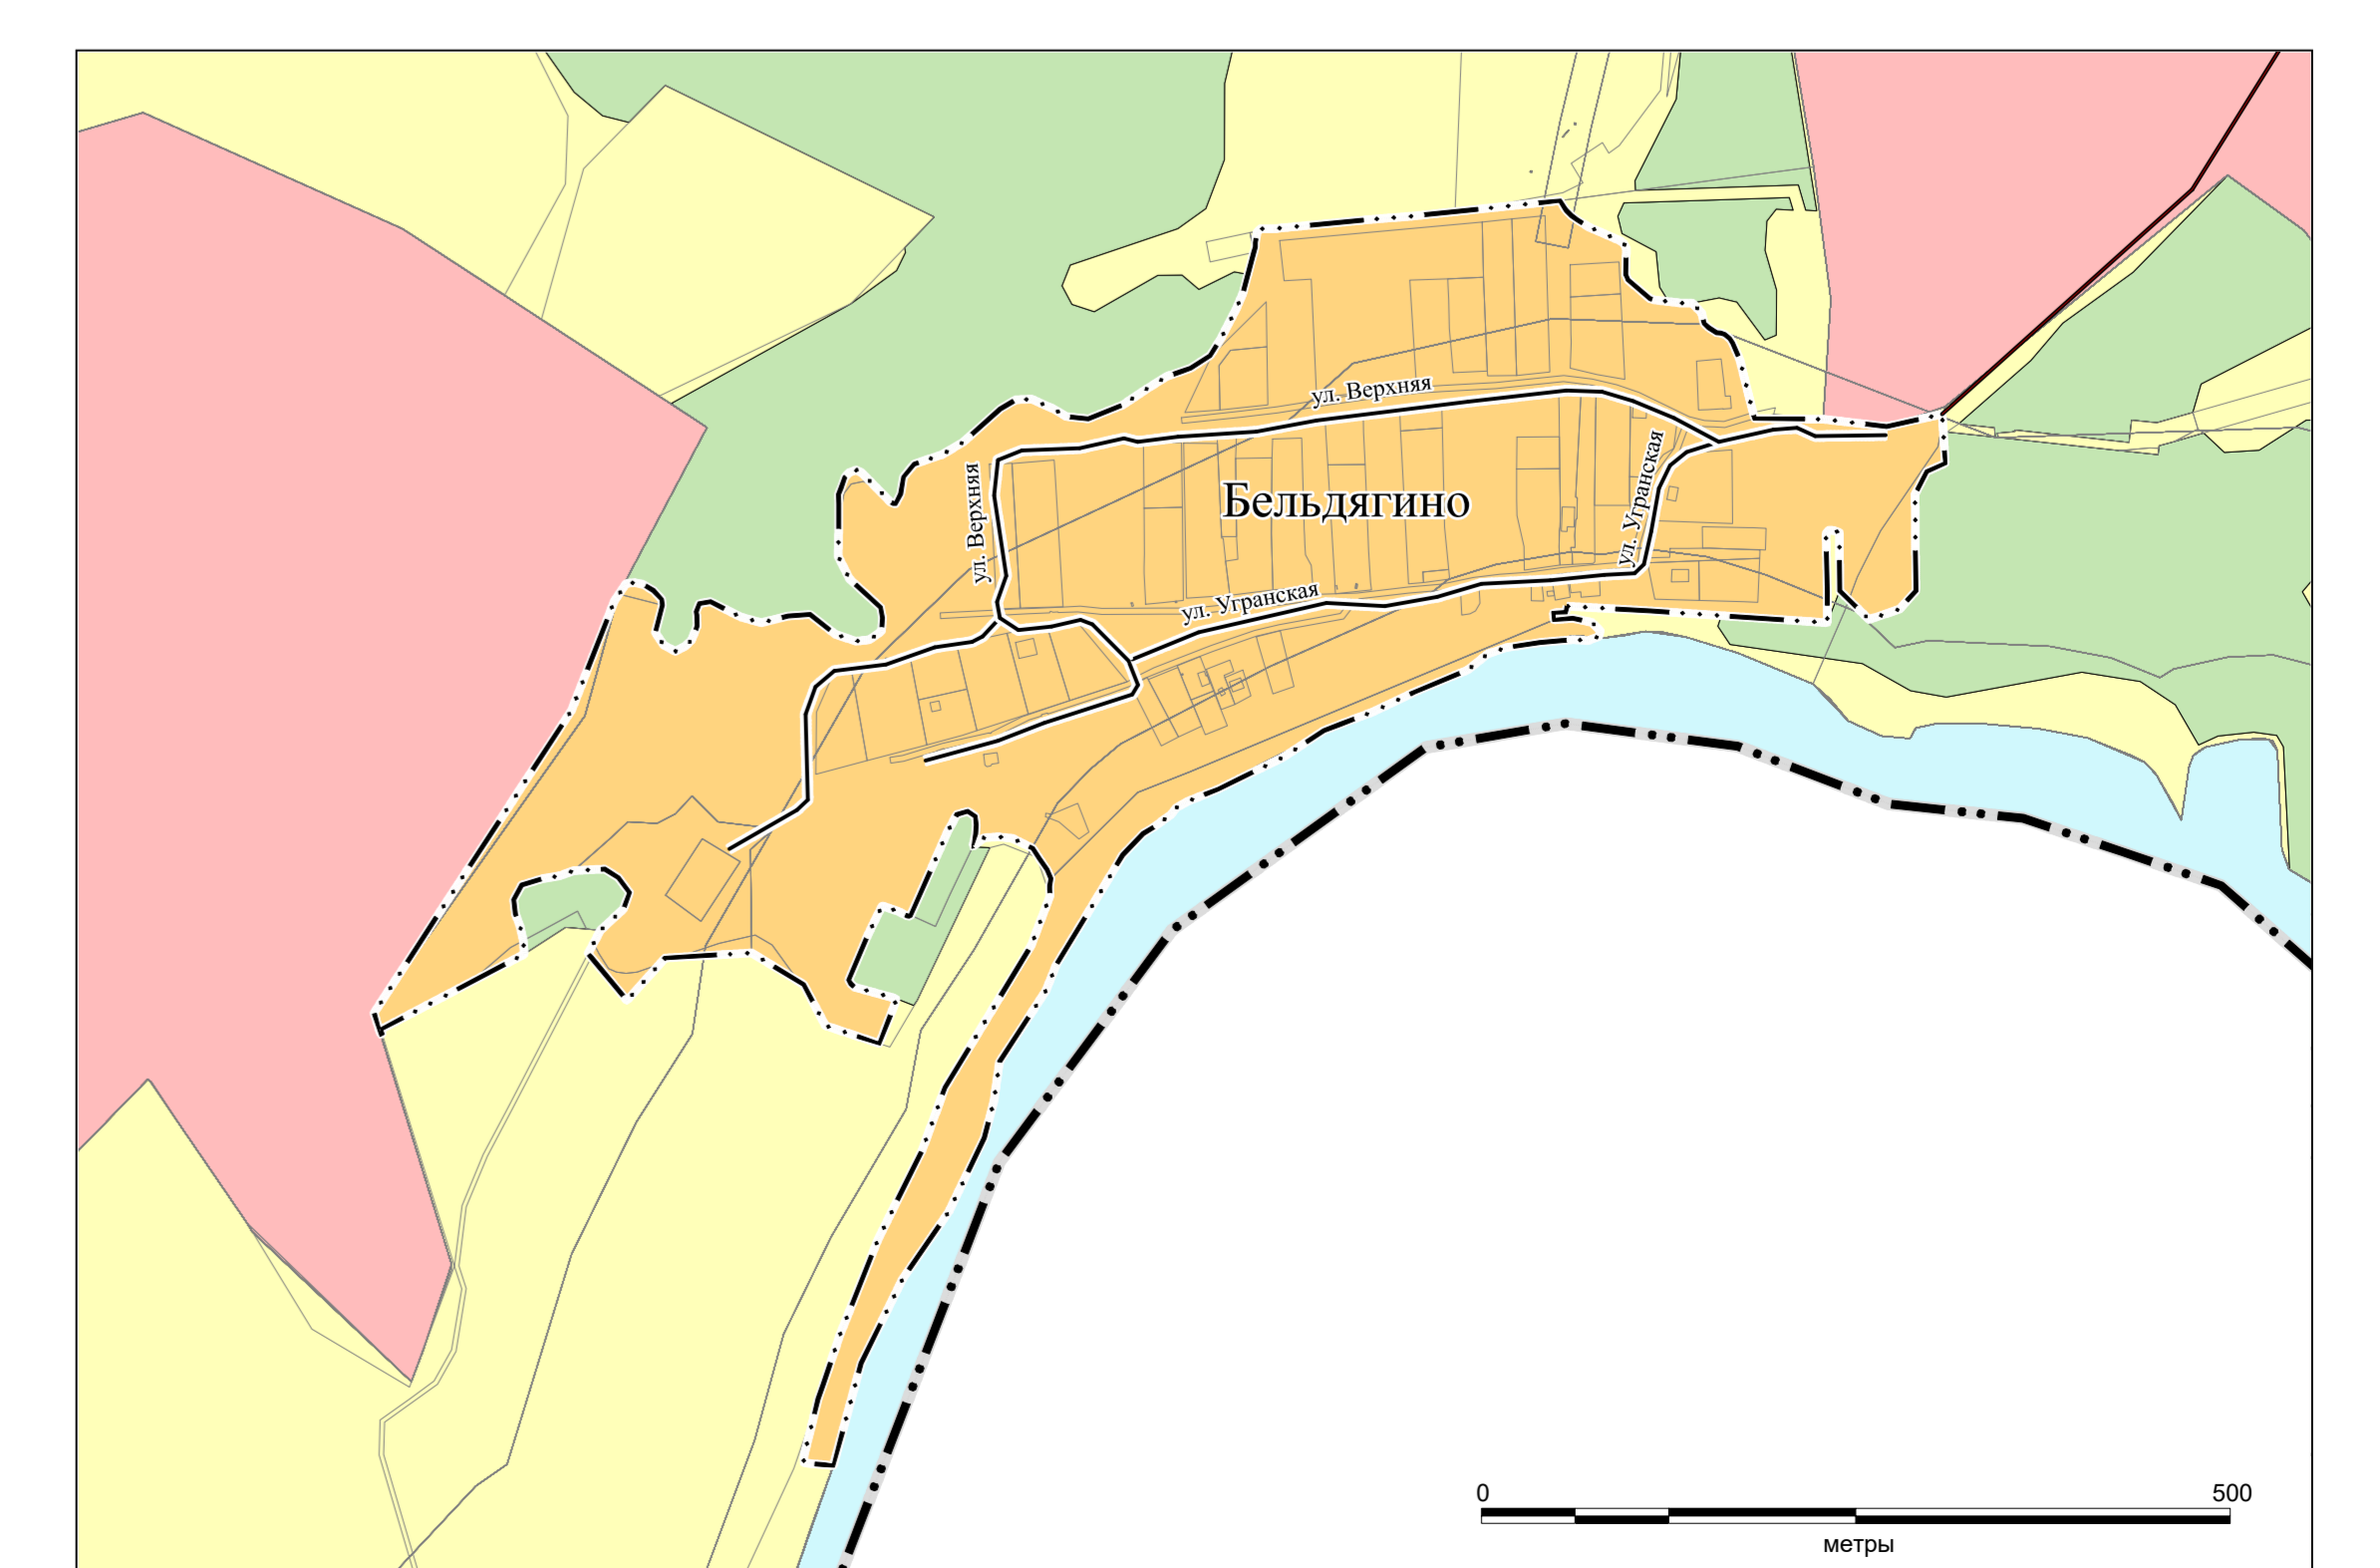 ул. Верхняя
ул. Верхняя
Бельдягино
ул. Угранская
ул. Угранская
0 500
метры